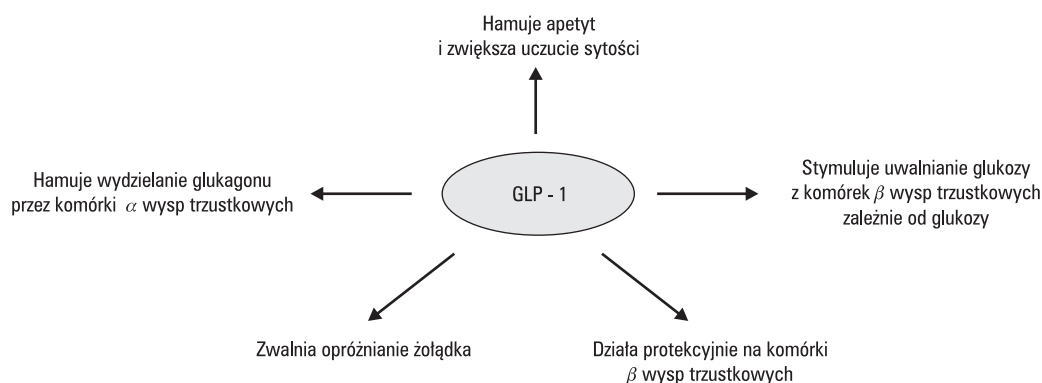 Hamuje apetyt
i zwiększa uczucie sytości
Hamuje wydzielanie glukagonu
przez komórki α wysp trzustkowych
GLP - 1
Stymuluje uwalnianie glukozy
z komórek β wysp trzustkowych
zależnie od glukozy
Zwalnia opróżnianie żołądka
Działa protekcyjnie na komórki
β wysp trzustkowych